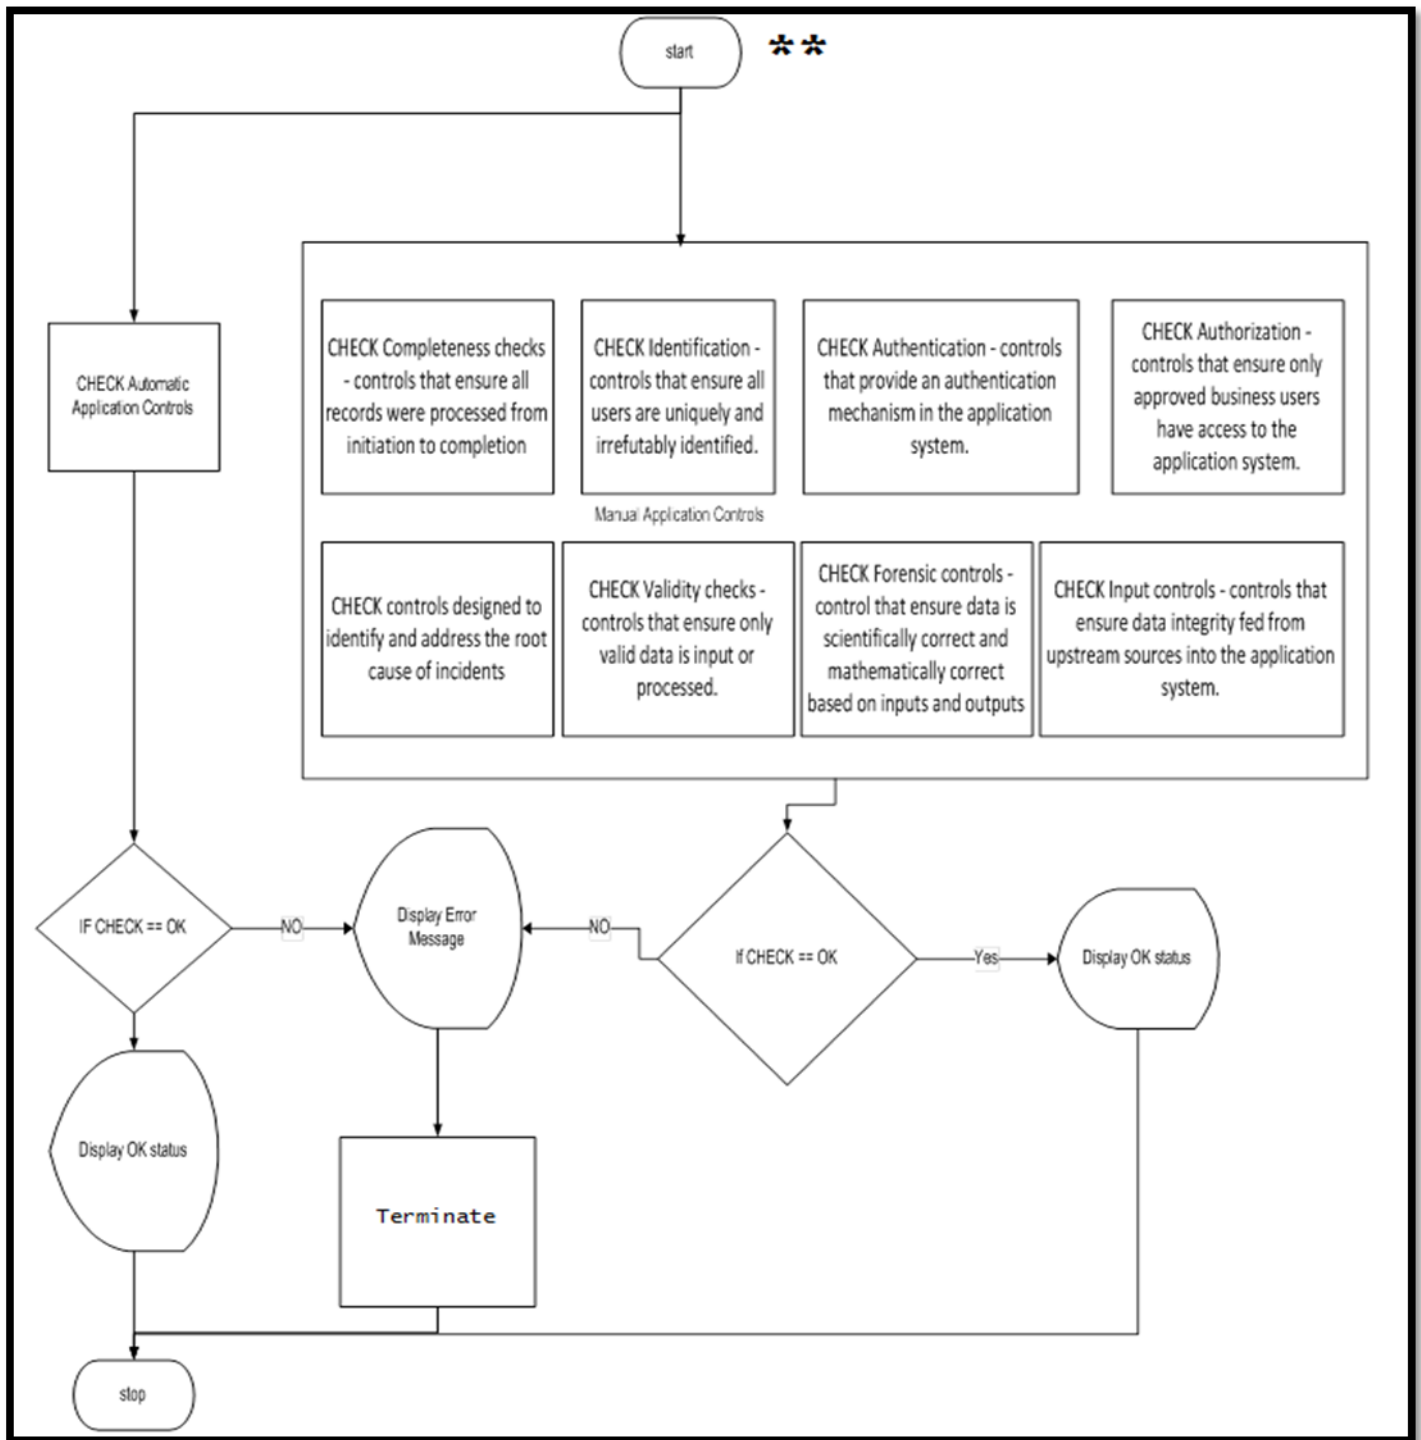 start **
CHECK Automatic
Application Controls
CHECK Completeness checks
- controls that ensure all
records were processed from
initiation to completion
CHECK Identification -
controls that ensure all
users are uniquely and
irrefutably identified.
CHECK Authentication - controls
that provide an authentication
mechanism in the application
system.
CHECK Authorization -
controls that ensure only
approved business users
have access to the
application system.
Manual Application Controls
CHECK controls designed to
identify and address the root
cause of incidents
CHECK Validity checks -
controls that ensure only
valid data is input or
processed.
CHECK Forensic controls -
control that ensure data is
scientifically correct and
mathematically correct
based on inputs and outputs
CHECK Input controls - controls that
ensure data integrity fed from
upstream sources into the application
system.
IF CHECK == OK
NO
Display Error
Message
NO
If CHECK == OK
Yes
Display OK status
Display OK status
Terminate
stop